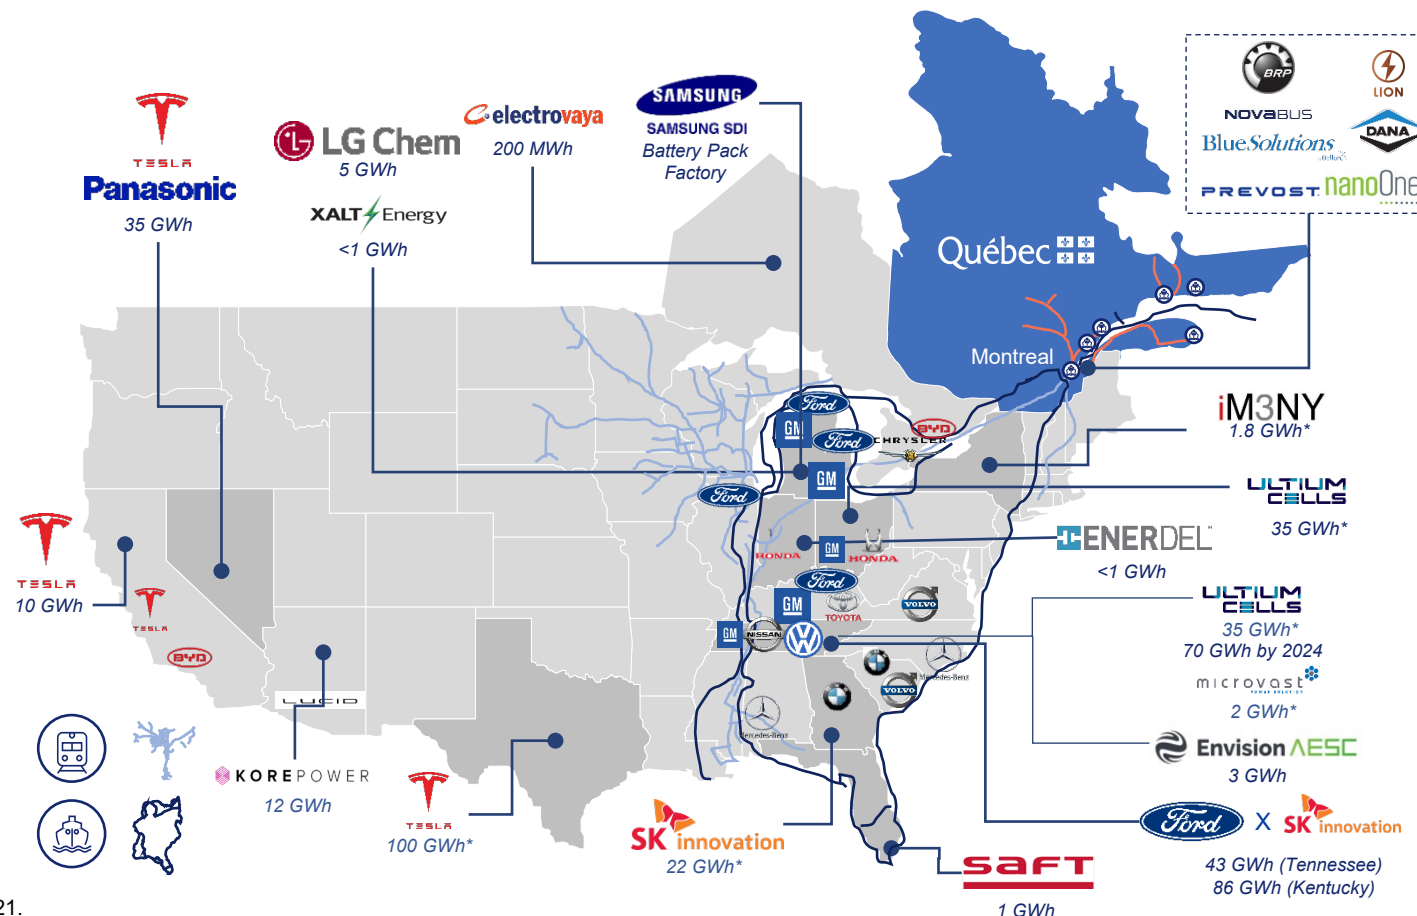 BRP
LION
NOVABUS
DANA
BlueSolutions
PREVOST
nanoOne
TESLA
Panasonic
35 GWh
LG Chem
5 GWh
XALT Energy
<1 GWh
electrovaya
200 MWh
SAMSUNG
SAMSUNG SDI
Battery Pack
Factory
Québec
Montreal
iM3NY
1.8 GWh*
Ford
GM
Ford
BYD
CHRYSLER
GM
Ford
ULTIUM
CELLS
35 GWh*
ENERDEL
<1 GWh
HONDA
GM
HONDA
TESLA
10 GWh
TESLA
BYD
Ford
GM
TOYOTA
VOLVO
GM
NISSAN
ULTIUM
CELLS
35 GWh*
70 GWh by 2024
microvast
POWER SOLUTION
2 GWh*
Envision AESC
3 GWh
Mercedes-Benz
VOLVO
Mercedes-Benz
LUCID
KOREPOWER
12 GWh
TESLA
100 GWh*
SK innovation
22 GWh*
saft
1 GWh
Ford X SK innovation
43 GWh (Tennessee)
86 GWh (Kentucky)
21.